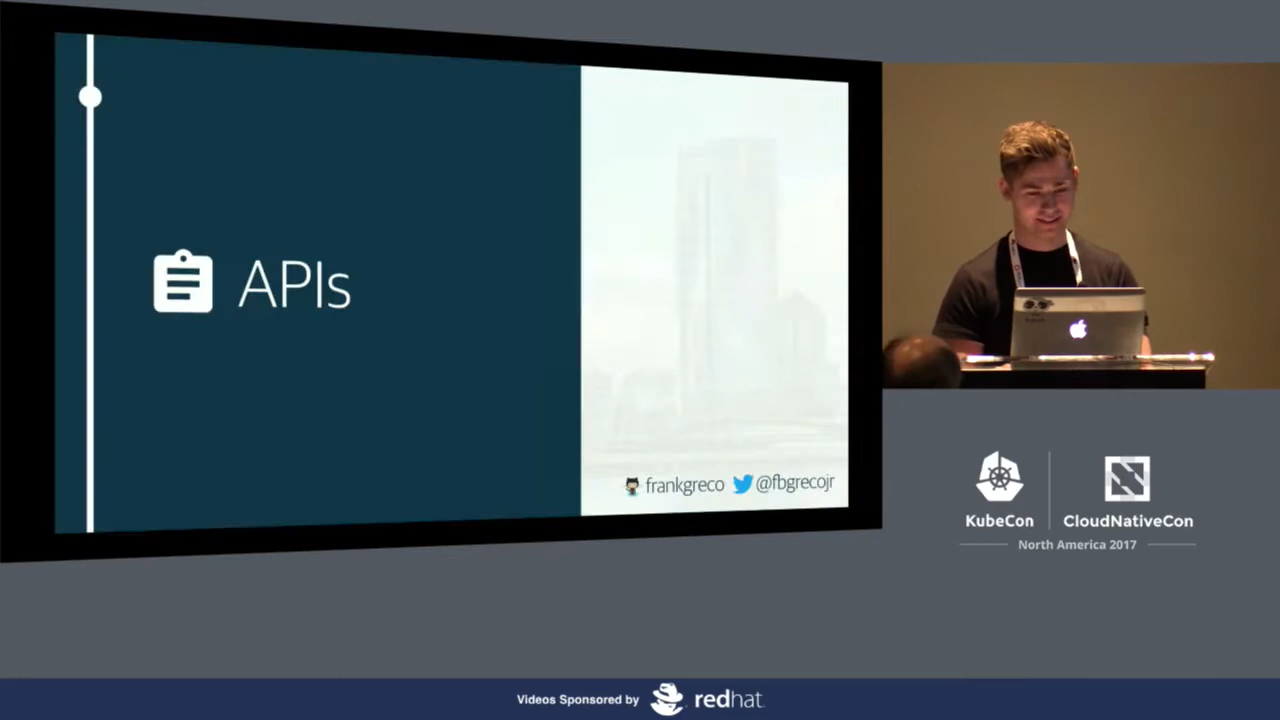 APIs
frankgreco @fbgrecojr
KubeCon CloudNativeCon
North America 2017
Videos Sponsored by redhat